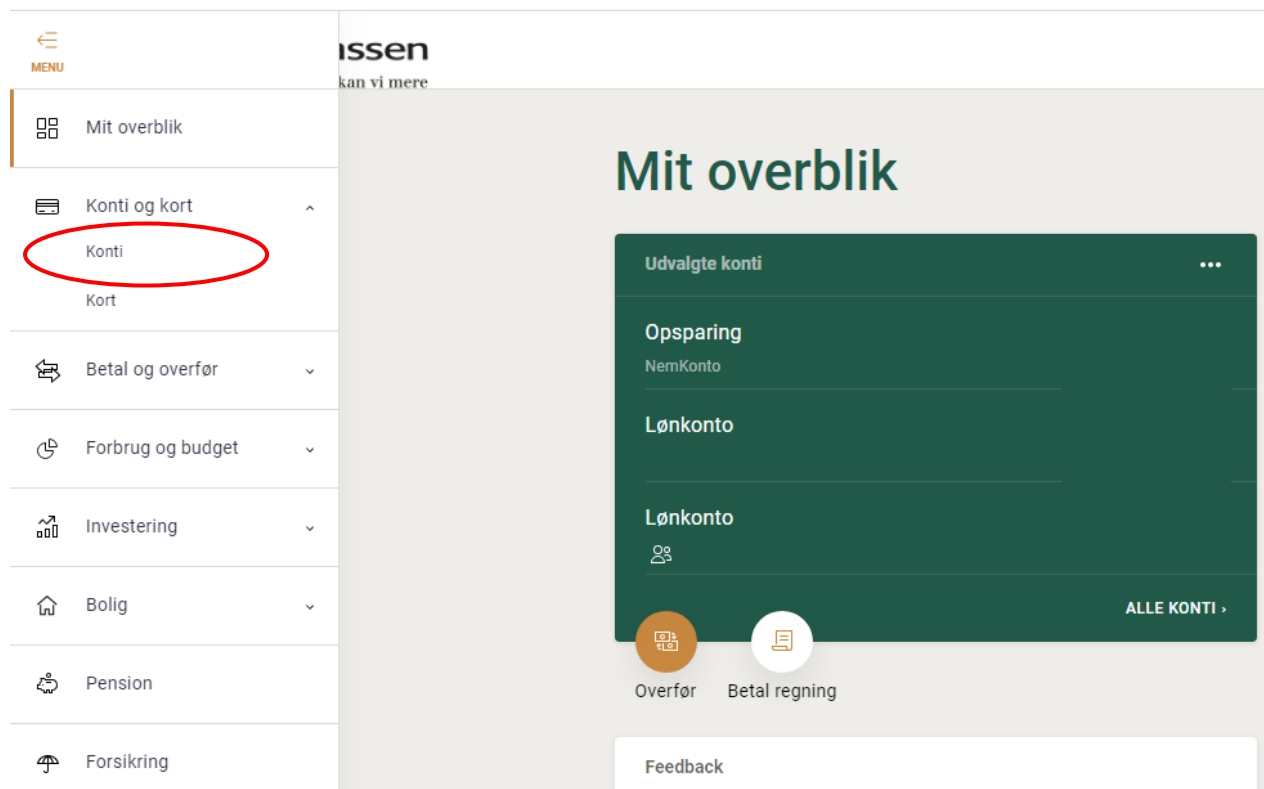 MENU
Mit overblik
Konti og kort
Konti
Kort
Betal og overfør
Forbrug og budget
Investering
Bolig
Pension
Forsikring
ssen
kan vi mere
Mit overblik
Udvalgte konti
Opsparing
NemKonto
Lønkonto
Lønkonto
ALLE KONTI ›
Overfør
Betal regning
Feedback